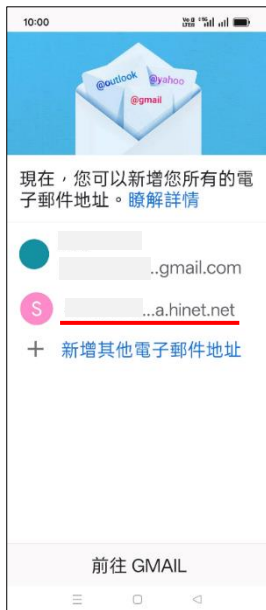 10:00
@outlook
@yahoo
@gmail
現在，您可以新增您所有的電
子郵件地址。瞭解詳情
..gmail.com
S
...a.hinet.net
+ 新增其他電子郵件地址
前往 GMAIL